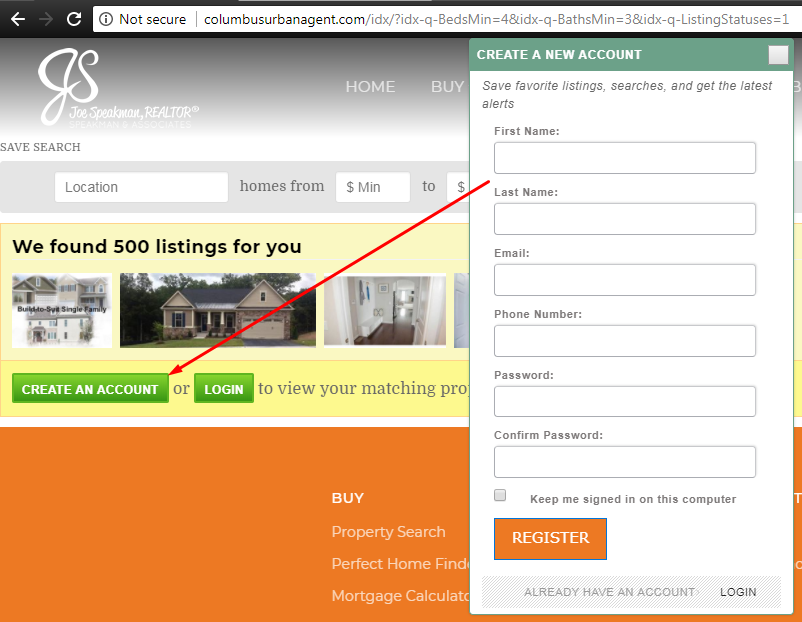 Not secure
columbusurbanagent.com/idx/?idx-q-BedsMin=4&idx-q-BathsMin=3&idx-q-ListingStatuses=1
JS
Joe Speakman, REALTOR®
SPEAKMAN & ASSOCIATES
HOME BUY
SAVE SEARCH
Location homes from $ Min to $
We found 500 listings for you
Build-to-Suit Single Family
CREATE AN ACCOUNT or LOGIN to view your matching pro
BUY
Property Search
Perfect Home Finde
Mortgage Calculato
CREATE A NEW ACCOUNT
Save favorite listings, searches, and get the latest
alerts
First Name:
Last Name:
Email:
Phone Number:
Password:
Confirm Password:
Keep me signed in on this computer
REGISTER
ALREADY HAVE AN ACCOUNT› LOGIN